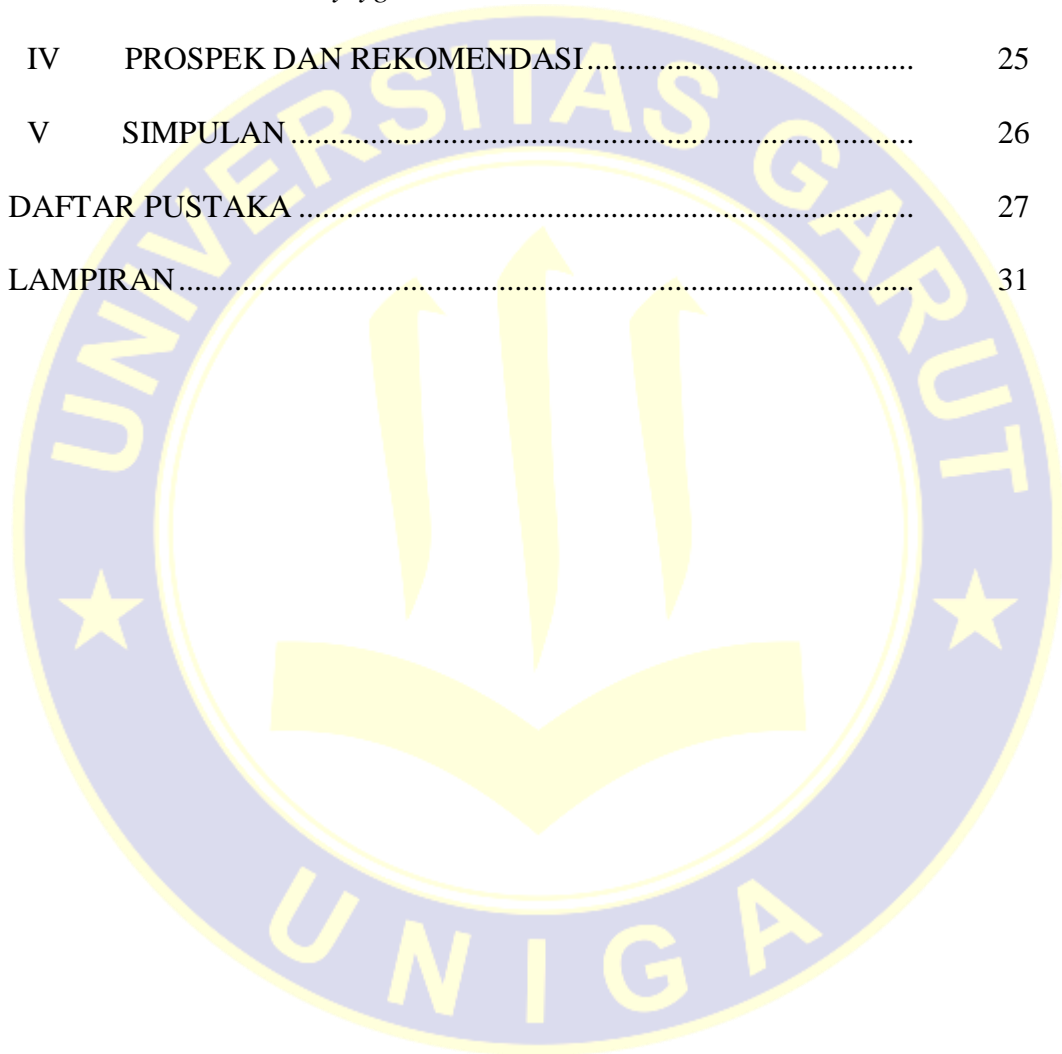 IV PROSPEK DAN REKOMENDASI.......................................... 25
V SIMPULAN ............................................................................... 26
DAFTAR PUSTAKA .............................................................................. 27
LAMPIRAN............................................................................................. 31
UNIVERSITAS GARUT
UNIGA